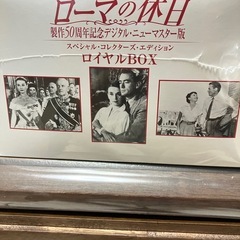 ローマの休日
製作50周年記念デジタル・ニューマスター版
スペシャル・コレクターズ・エディション
ロイヤルBOX